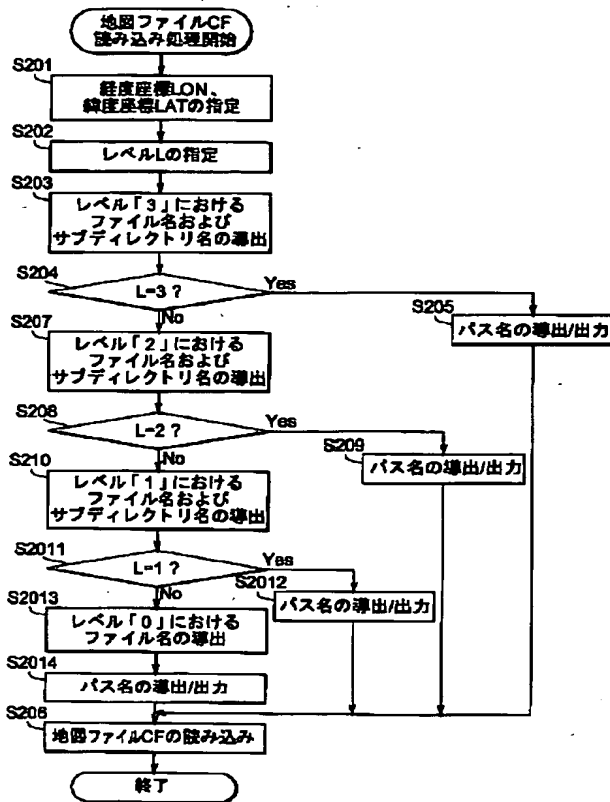 地図ファイルCF
読み込み処理開始
S201
経度座標LON、
緯度座標LATの指定
S202
レベルLの指定
S203
レベル「3」における
ファイル名および
サブディレクトリ名の導出
S204
L=3？
Yes
No
S205
パス名の導出/出力
S207
レベル「2」における
ファイル名および
サブディレクトリ名の導出
S208
L=2？
Yes
No
S209
パス名の導出/出力
S210
レベル「1」における
ファイル名および
サブディレクトリ名の導出
S2011
L=1？
Yes
No
S2012
パス名の導出/出力
S2013
レベル「0」における
ファイル名の導出
S2014
パス名の導出/出力
S206
地図ファイルCFの読み込み
終了